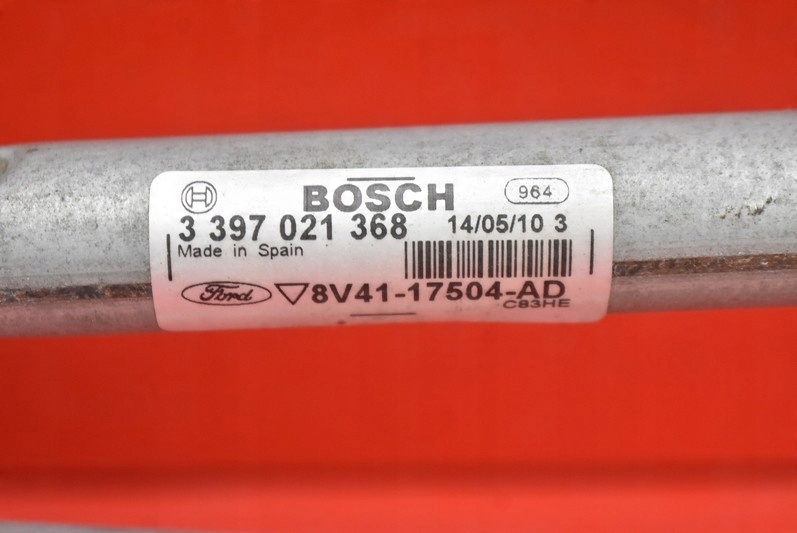 BOSCH 964
3 397 021 368 14/05/10 3
Made in Spain
Ford 8V41-17504-AD
C83HE